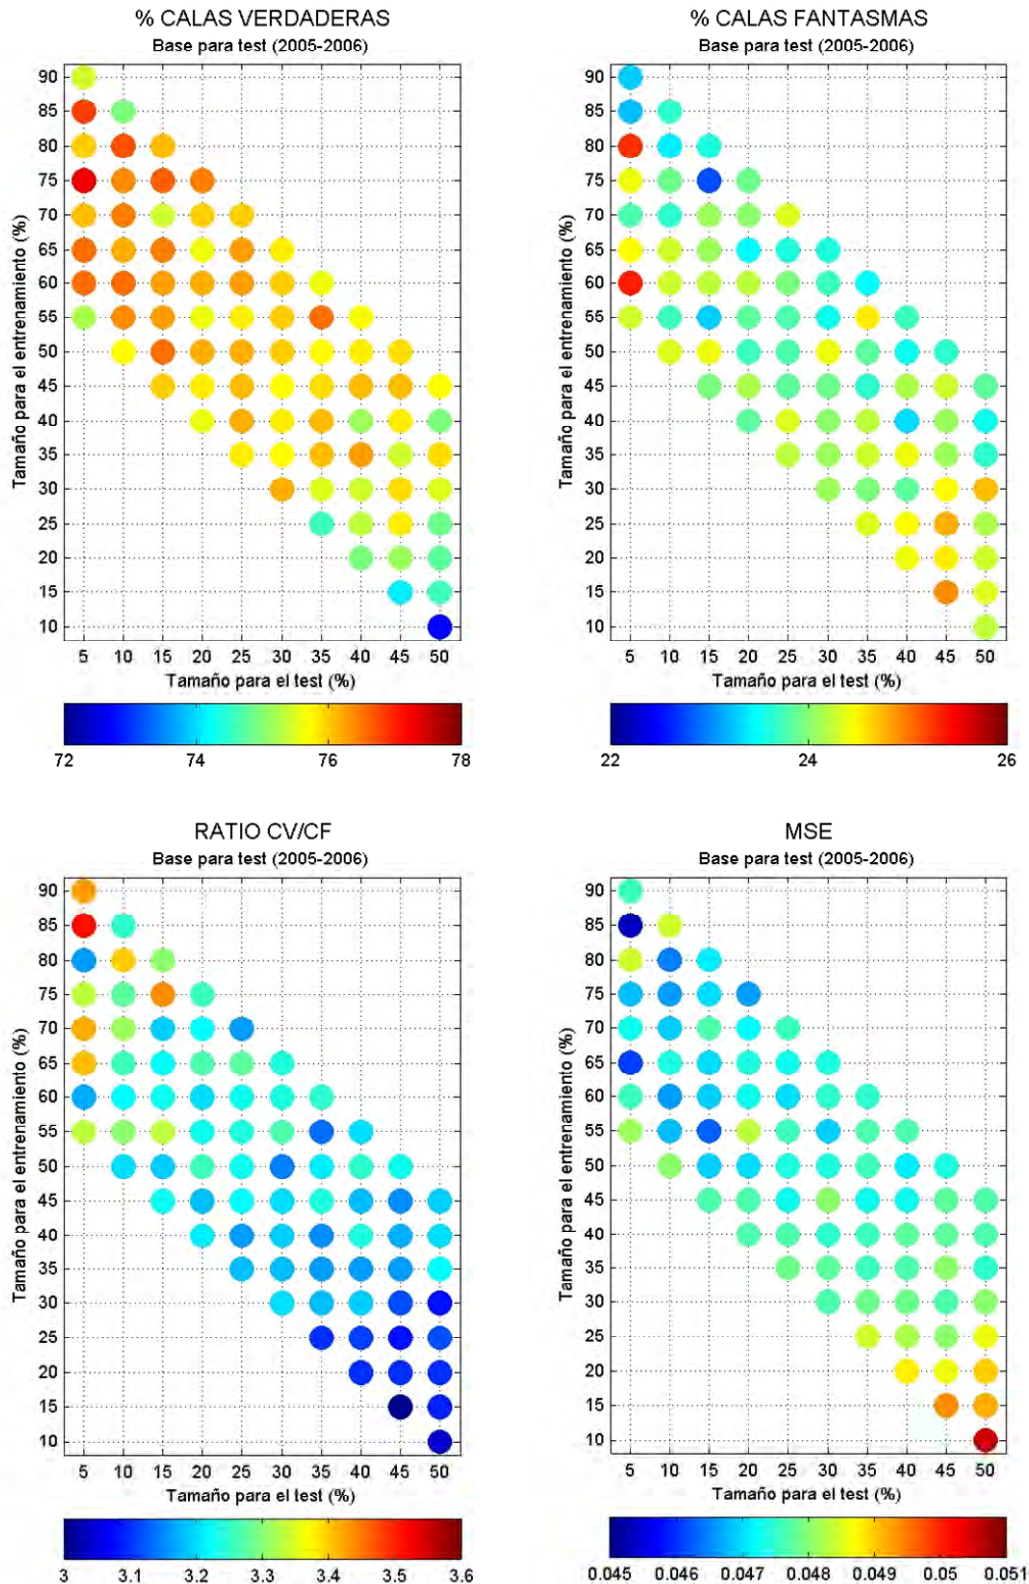 % CALAS VERDADERAS
Base para test (2005-2006)
Tamaño para el entrenamiento (%)
90
85
80
75
70
65
60
55
50
45
40
35
30
25
20
15
10
5 10 15 20 25 30 35 40 45 50
Tamaño para el test (%)
72 74 76 78
% CALAS FANTASMAS
Base para test (2005-2006)
Tamaño para el entrenamiento (%)
90
85
80
75
70
65
60
55
50
45
40
35
30
25
20
15
10
5 10 15 20 25 30 35 40 45 50
Tamaño para el test (%)
22 24 26
RATIO CV/CF
Base para test (2005-2006)
Tamaño para el entrenamiento (%)
90
85
80
75
70
65
60
55
50
45
40
35
30
25
20
15
10
5 10 15 20 25 30 35 40 45 50
Tamaño para el test (%)
3 3.1 3.2 3.3 3.4 3.5 3.6
MSE
Base para test (2005-2006)
Tamaño para el entrenamiento (%)
90
85
80
75
70
65
60
55
50
45
40
35
30
25
20
15
10
5 10 15 20 25 30 35 40 45 50
Tamaño para el test (%)
0.045 0.046 0.047 0.048 0.049 0.05 0.051